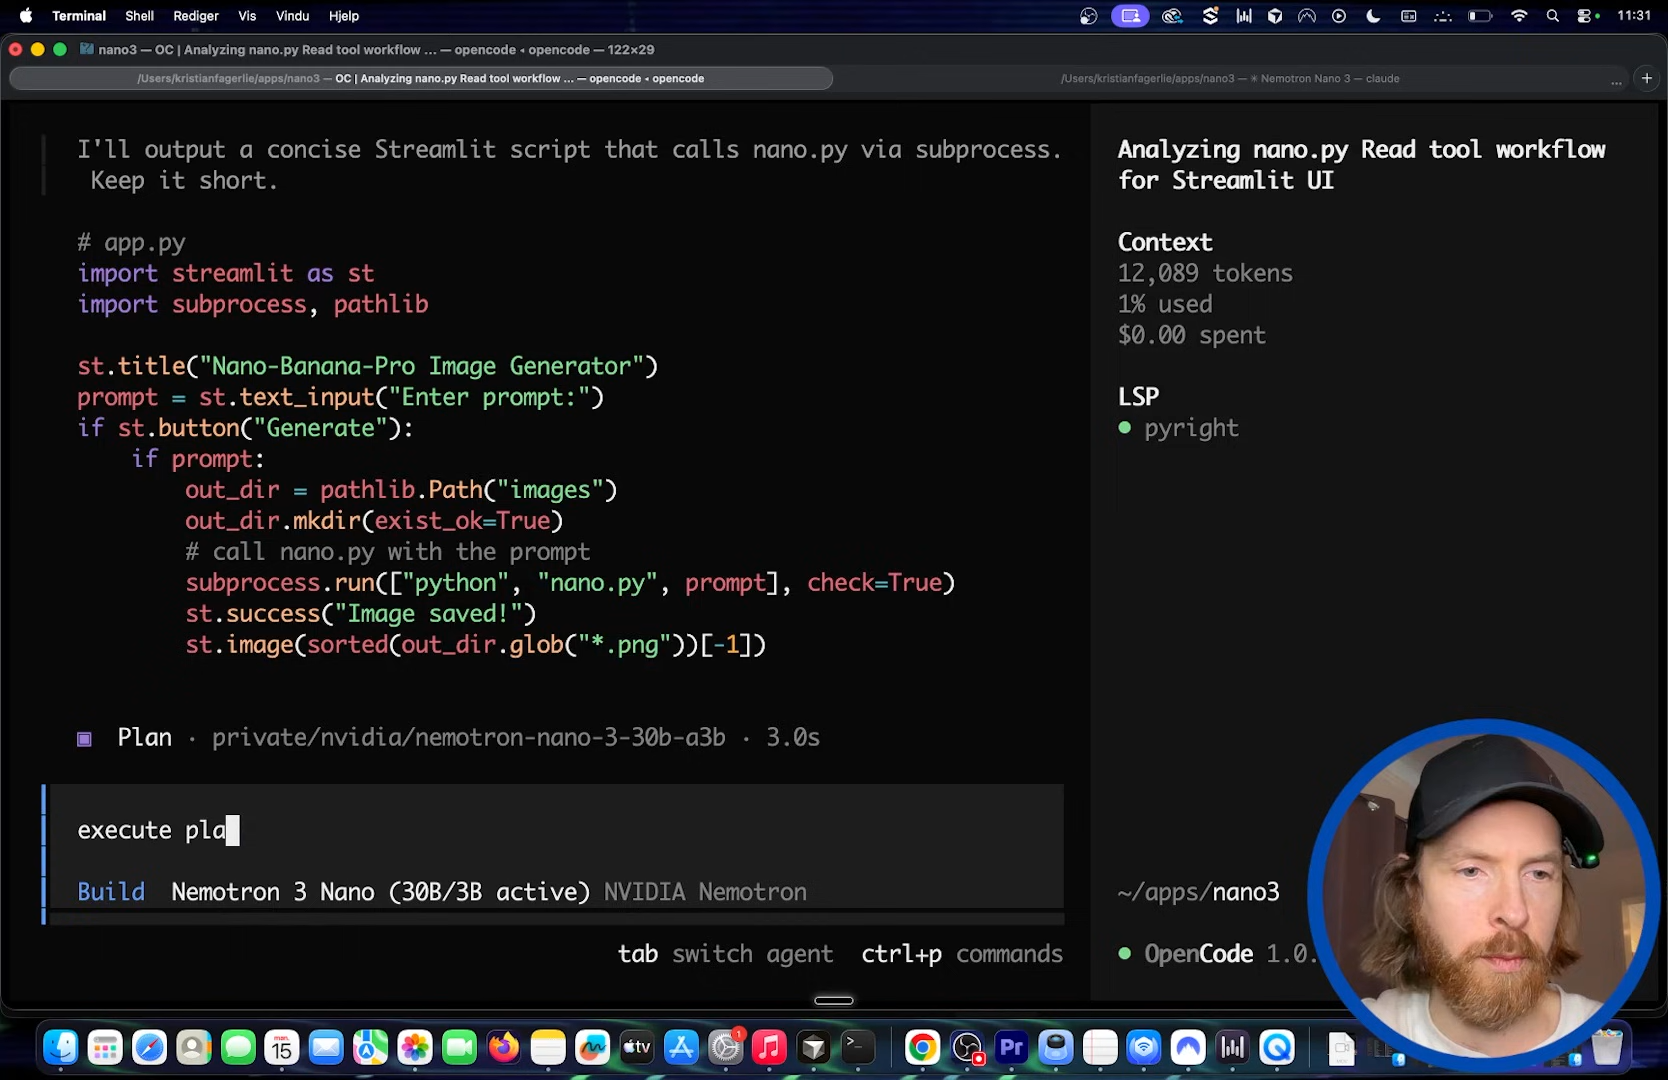 Terminal Shell Rediger Vis Vindu Hjelp 11:31
nano3 — OC | Analyzing nano.py Read tool workflow ... — opencode ◂ opencode — 122×29
/Users/kristianfagerlie/apps/nano3 — OC | Analyzing nano.py Read tool workflow ... — opencode ◂ opencode
/Users/kristianfagerlie/apps/nano3 — ✳ Nemotron Nano 3 — claude ... +
I'll output a concise Streamlit script that calls nano.py via subprocess.
Keep it short.
# app.py
import streamlit as st
import subprocess, pathlib
st.title("Nano-Banana-Pro Image Generator")
prompt = st.text_input("Enter prompt:")
if st.button("Generate"):
if prompt:
out_dir = pathlib.Path("images")
out_dir.mkdir(exist_ok=True)
# call nano.py with the prompt
subprocess.run(["python", "nano.py", prompt], check=True)
st.success("Image saved!")
st.image(sorted(out_dir.glob("*.png"))[-1])
Plan · private/nvidia/nemotron-nano-3-30b-a3b · 3.0s
execute pla
Build Nemotron 3 Nano (30B/3B active) NVIDIA Nemotron
tab switch agent ctrl+p commands
Analyzing nano.py Read tool workflow
for Streamlit UI
Context
12,089 tokens
1% used
$0.00 spent
LSP
• pyright
~/apps/nano3
• OpenCode 1.0.
man.
15
tv
1
Pr